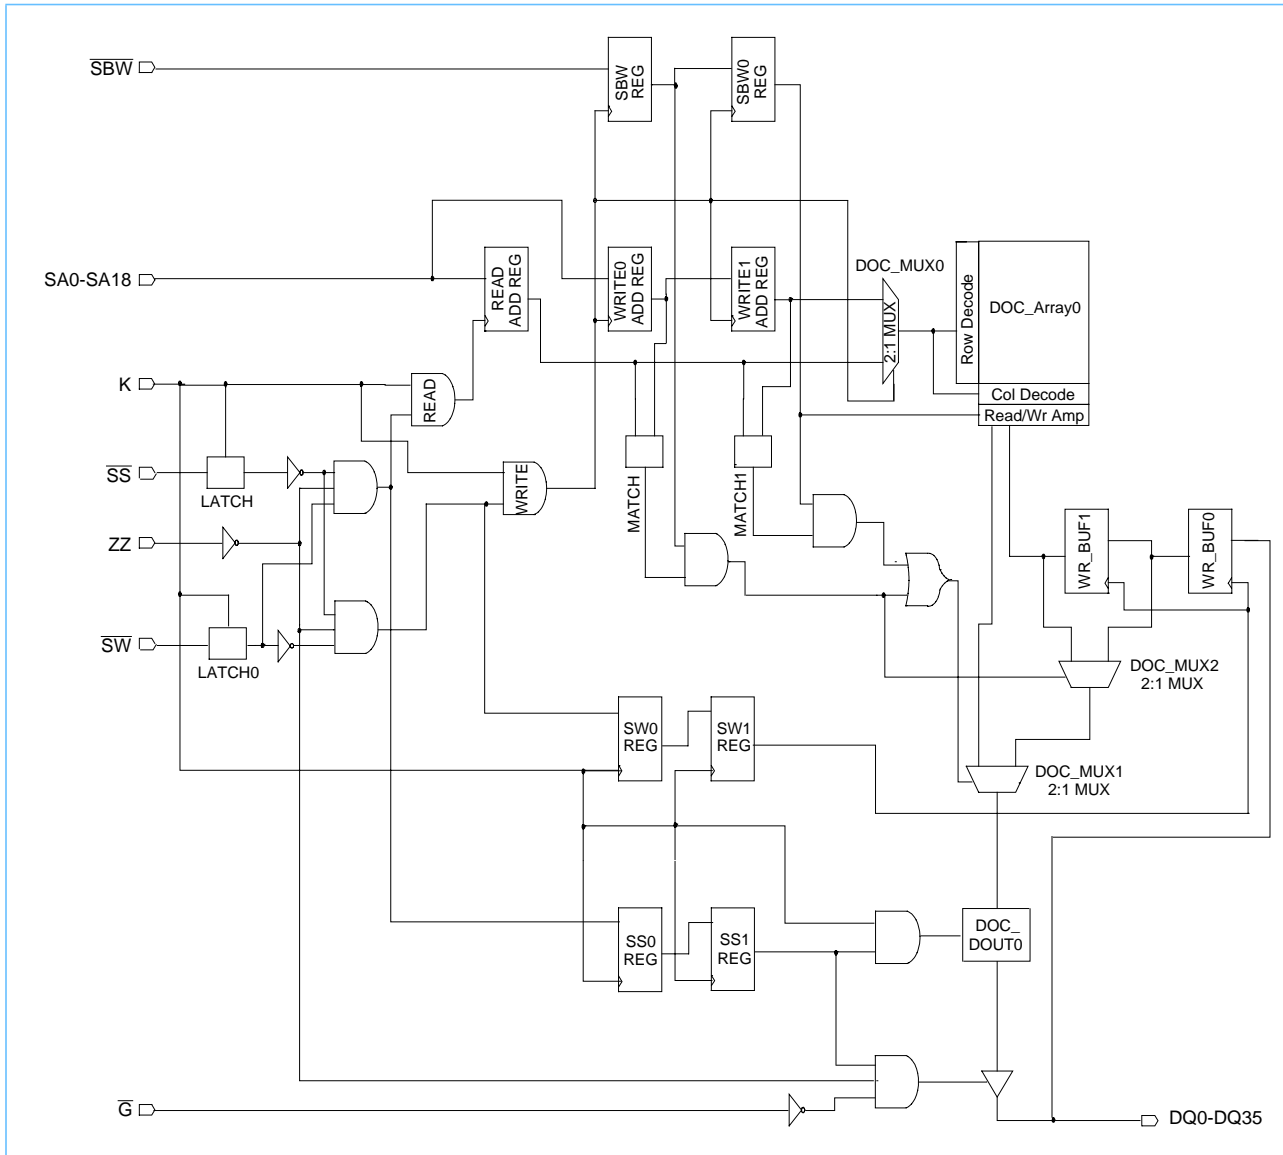 SBW
SBW
REG
SBW0
REG
SA0-SA18
READ
ADD REG
WRITE0
ADD REG
WRITE1
ADD REG
DOC_MUX0
2:1 MUX
Row Decode
DOC_Array0
Col Decode
Read/Wr Amp
K
READ
SS
LATCH
WRITE
MATCH
MATCH1
ZZ
WR_BUF1
WR_BUF0
SW
LATCH0
DOC_MUX2
2:1 MUX
SW0
REG
SW1
REG
DOC_MUX1
2:1 MUX
SS0
REG
SS1
REG
DOC_
DOUT0
G
DQ0-DQ35